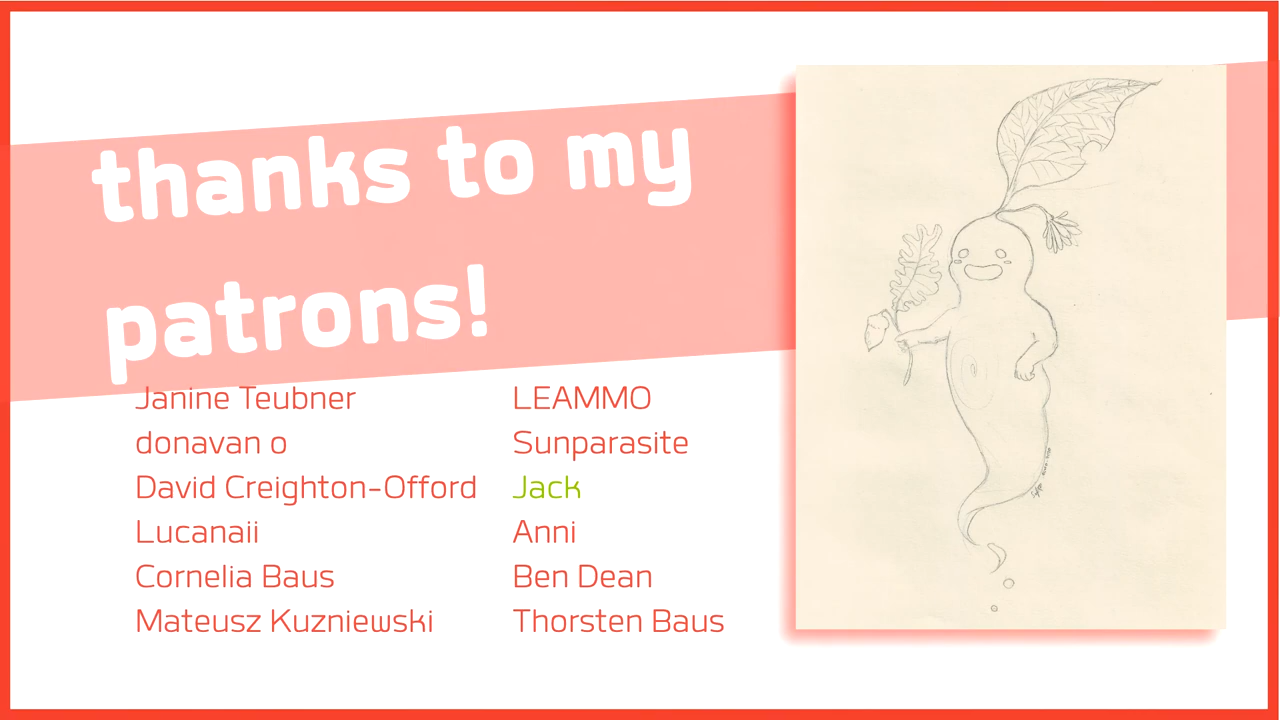 thanks to my
patrons!
Janine Teubner
donavan o
David Creighton-Offord
Lucanaii
Cornelia Baus
Mateusz Kuzniewski
LEAMMO
Sunparasite
Jack
Anni
Ben Dean
Thorsten Baus